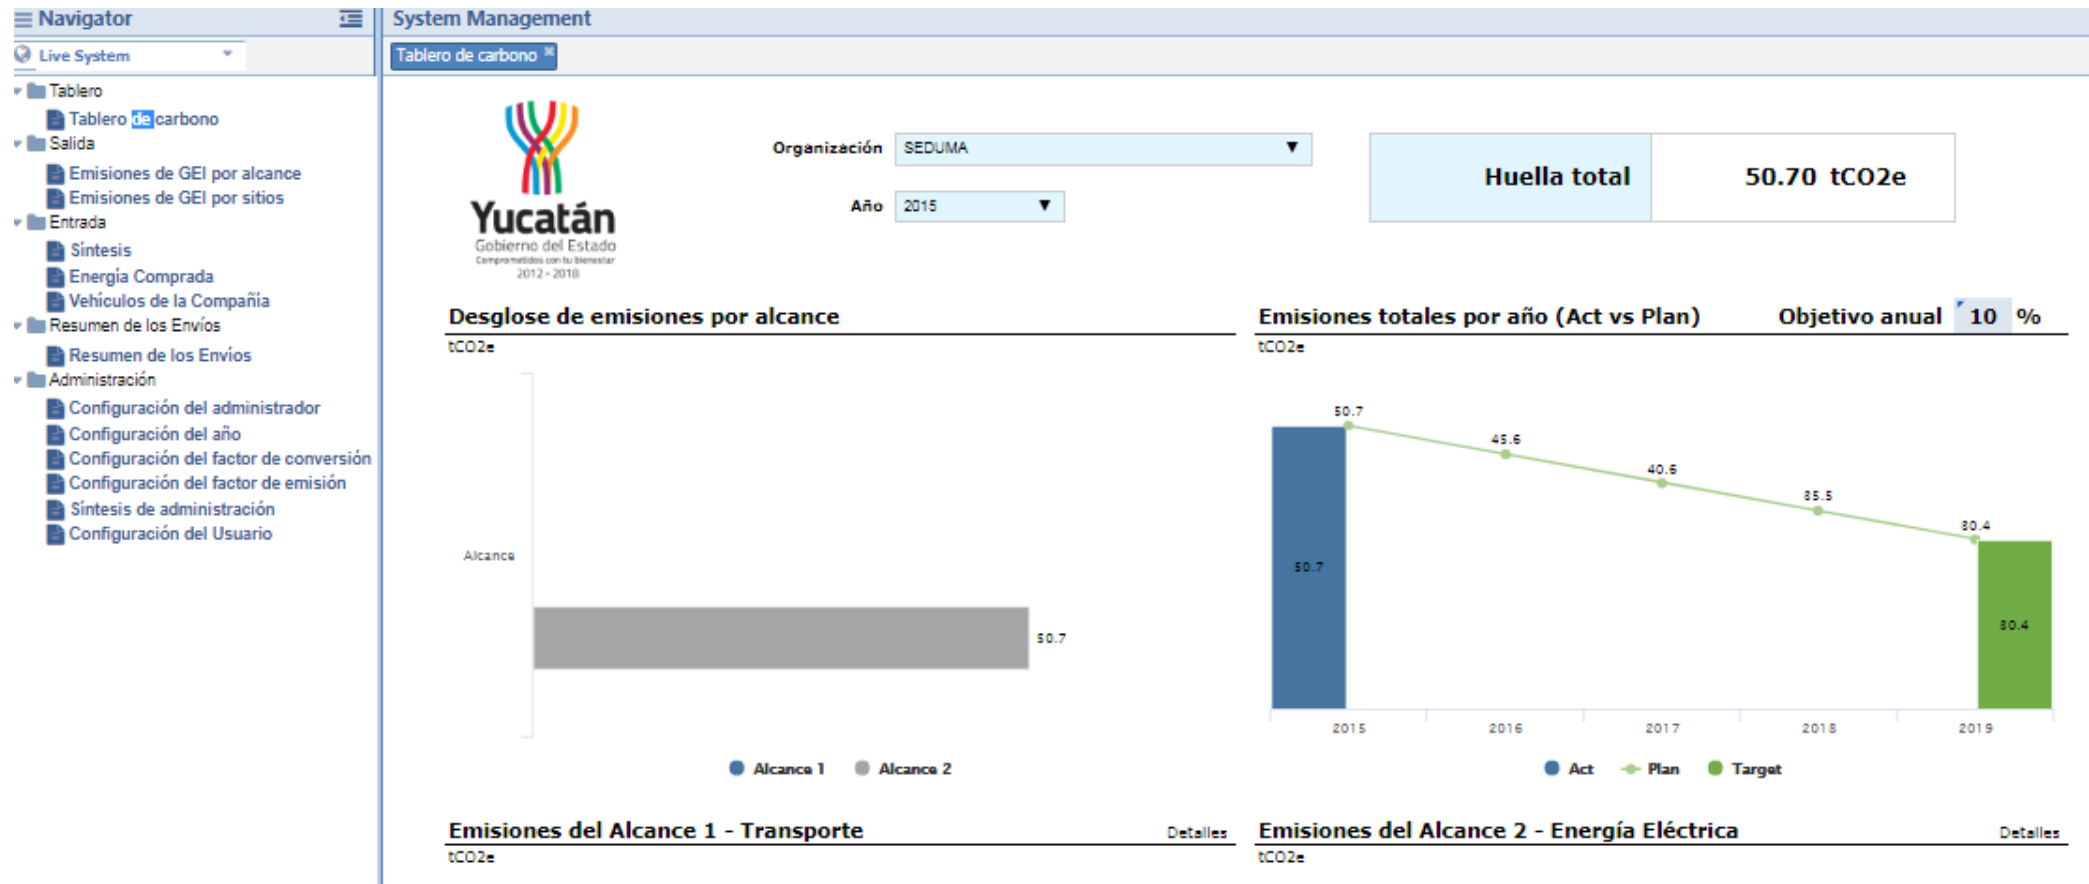 Navigator
Live System
Tablero
Tablero de carbono
Salida
Emisiones de GEI por alcance
Emisiones de GEI por sitios
Entrada
Síntesis
Energía Comprada
Vehículos de la Compañía
Resumen de los Envíos
Resumen de los Envíos
Administración
Configuración del administrador
Configuración del año
Configuración del factor de conversión
Configuración del factor de emisión
Síntesis de administración
Configuración del Usuario
System Management
Tablero de carbono
Yucatán
Gobierno del Estado
Comprometidos con tu bienestar
2012 - 2018
Organización SEDUMA
Año 2015
Huella total 50.70 tCO2e
Desglose de emisiones por alcance
tCO2e
Alcance
50.7
Alcance 1 Alcance 2
Emisiones totales por año (Act vs Plan) Objetivo anual 10 %
tCO2e
50.7
45.6
40.6
35.5
30.4
50.7
30.4
2015 2016 2017 2018 2019
Act Plan Target
Emisiones del Alcance 1 - Transporte Detalles
tCO2e
Emisiones del Alcance 2 - Energía Eléctrica Detalles
tCO2e